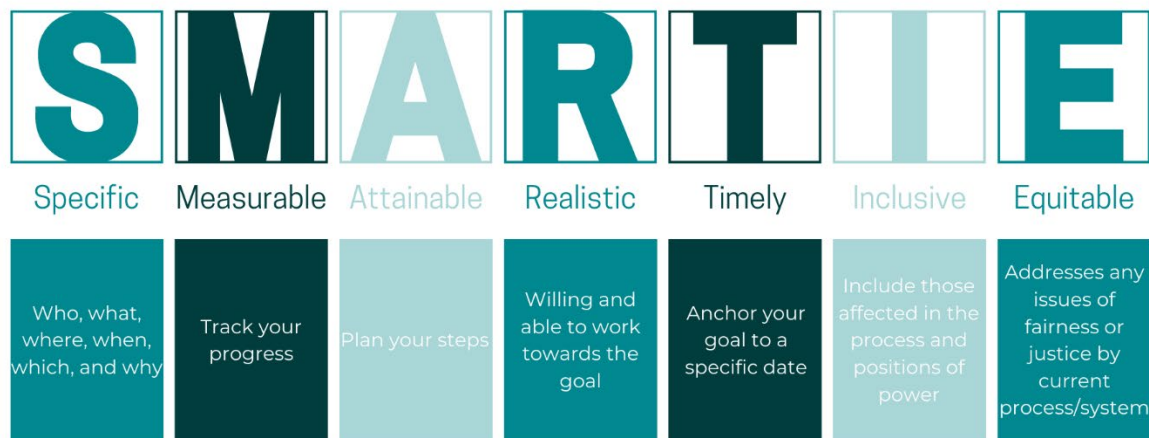 SMARTIE
Specific
Measurable
Attainable
Realistic
Timely
Inclusive
Equitable
Who, what,
where, when,
which, and why
Track your
progress
Plan your steps
Willing and
able to work
towards the
goal
Anchor your
goal to a
specific date
Include those
affected in the
process and
positions of
power
Addresses any
issues of
fairness or
justice by
current
process/system